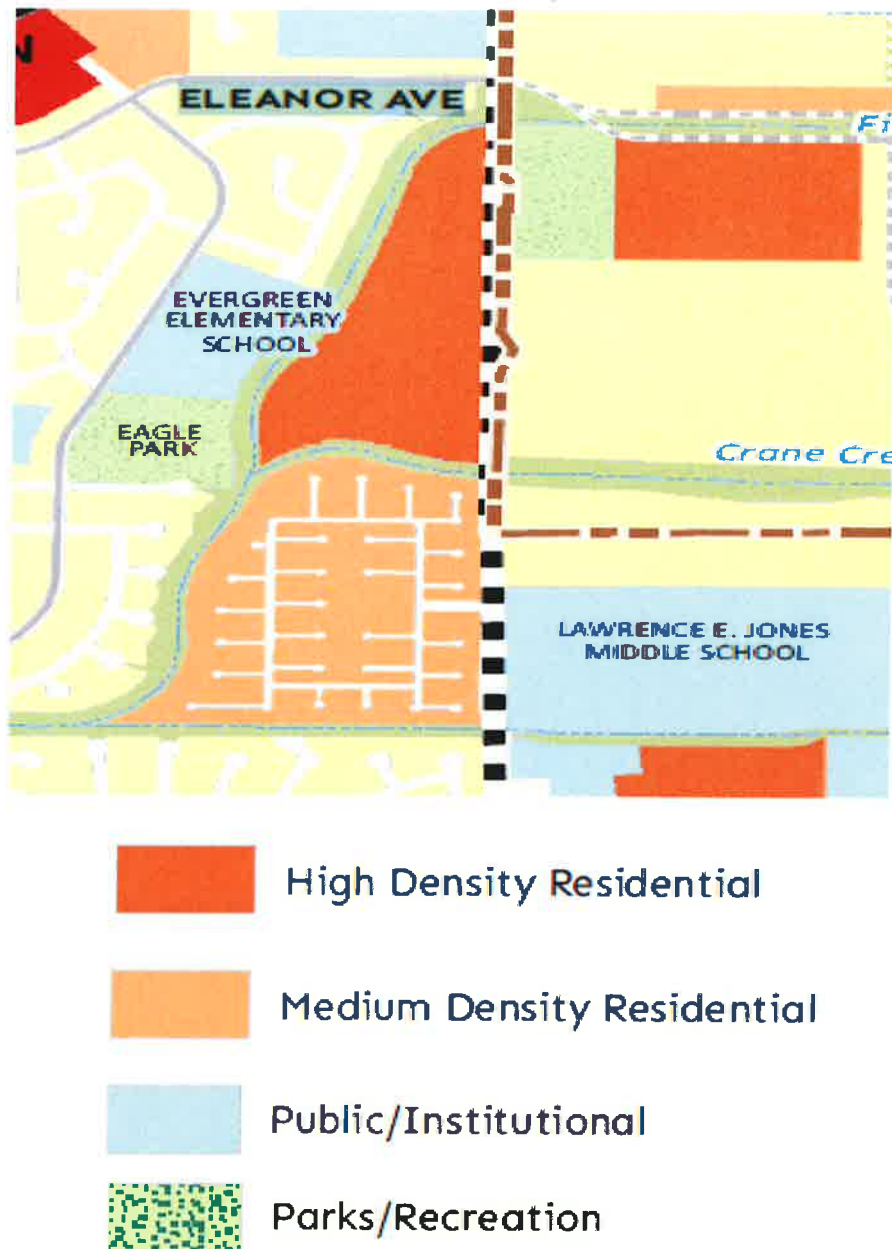 N
ELEANOR AVE
Fi
EVERGREEN
ELEMENTARY
SCHOOL
EAGLE
PARK
Crane Cre
LAWRENCE E. JONES
MIDDLE SCHOOL
High Density Residential
Medium Density Residential
Public/Institutional
Parks/Recreation